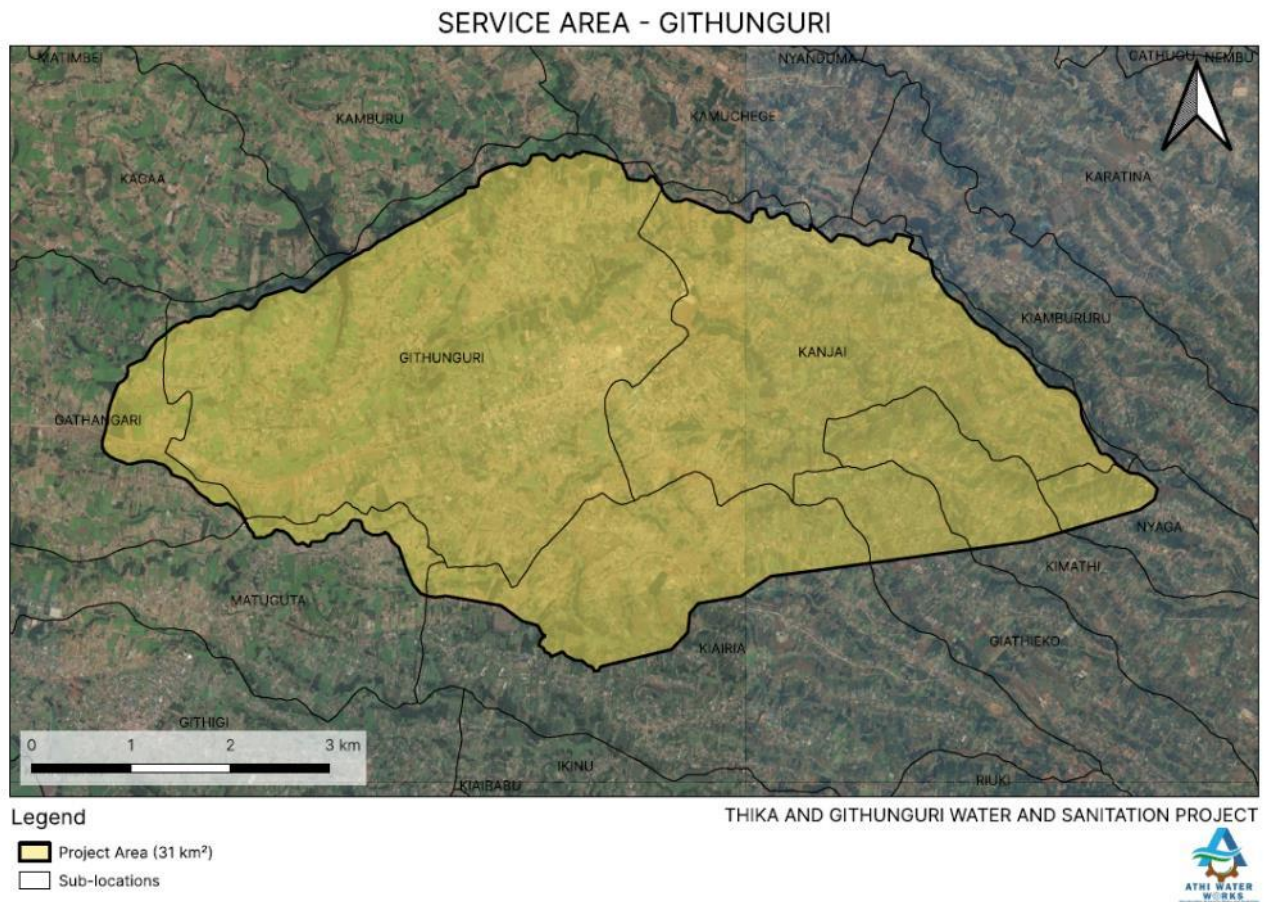 SERVICE AREA - GITHUNGURI
MATIMBEI
NYANDUMA
GATHUGU
NEMBU
KAMBURU
KAMUCHEGE
KAGAA
KARATINA
KIAMBURURU
GITHUNGURI
KANJAI
GATHANGARI
NYAGA
KIMATHI
MATUGUTA
KIAIRIA
GIATHIEKO
GITHIGI
0 1 2 3 km
IKINU
KIAIBABU
RIUKI
Legend
THIKA AND GITHUNGURI WATER AND SANITATION PROJECT
Project Area (31 km²)
Sub-locations
ATHI WATER
WORKS